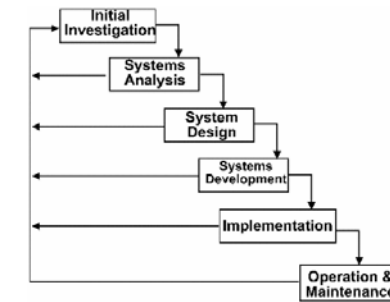 Initial
Investigation
Systems
Analysis
System
Design
Systems
Development
Implementation
Operation &
Maintenance